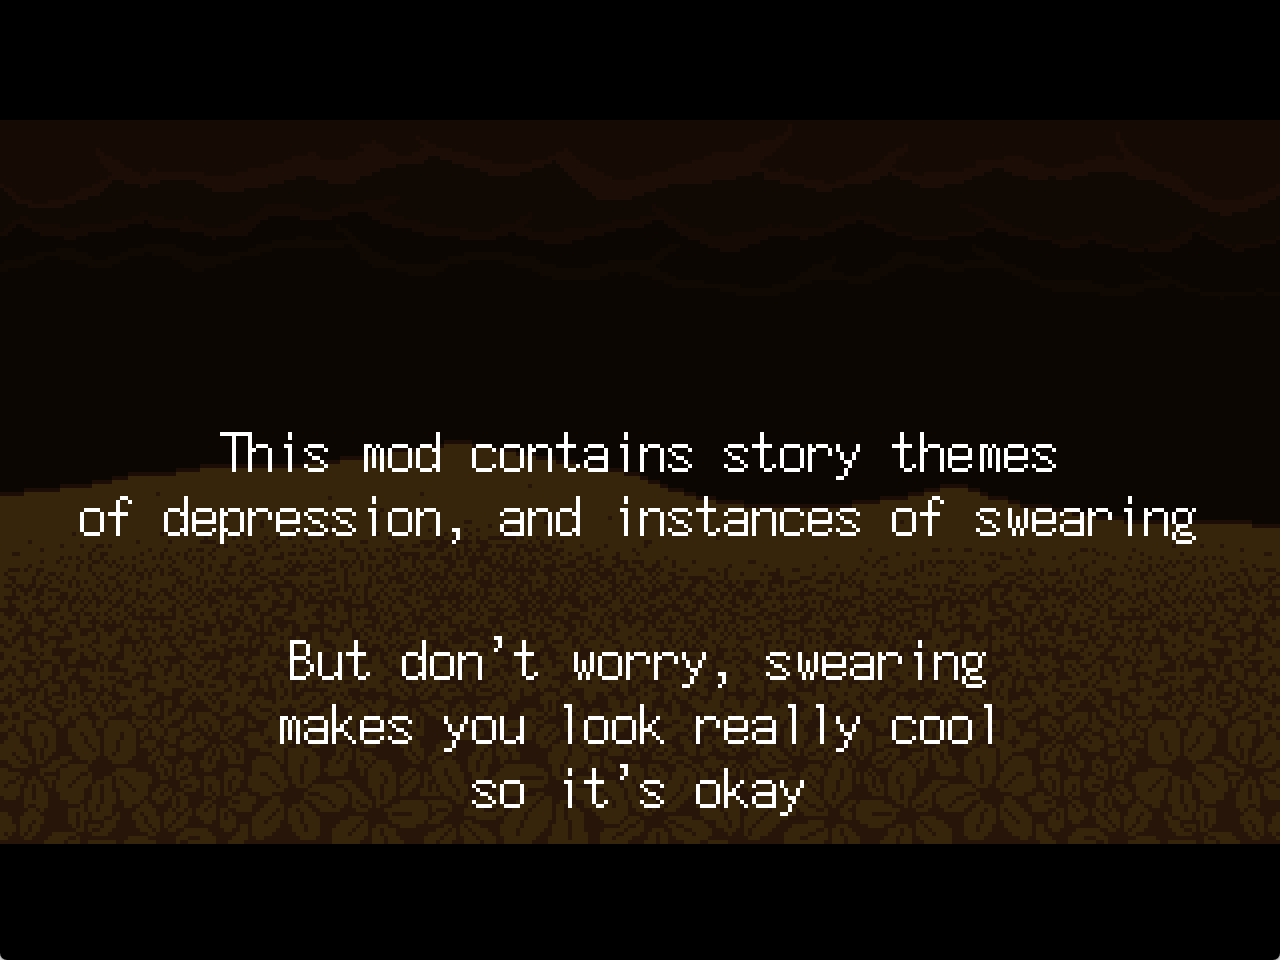 This mod contains story themes
of depression, and instances of swearing
But don't worry, swearing
makes you look really cool
so it's okay